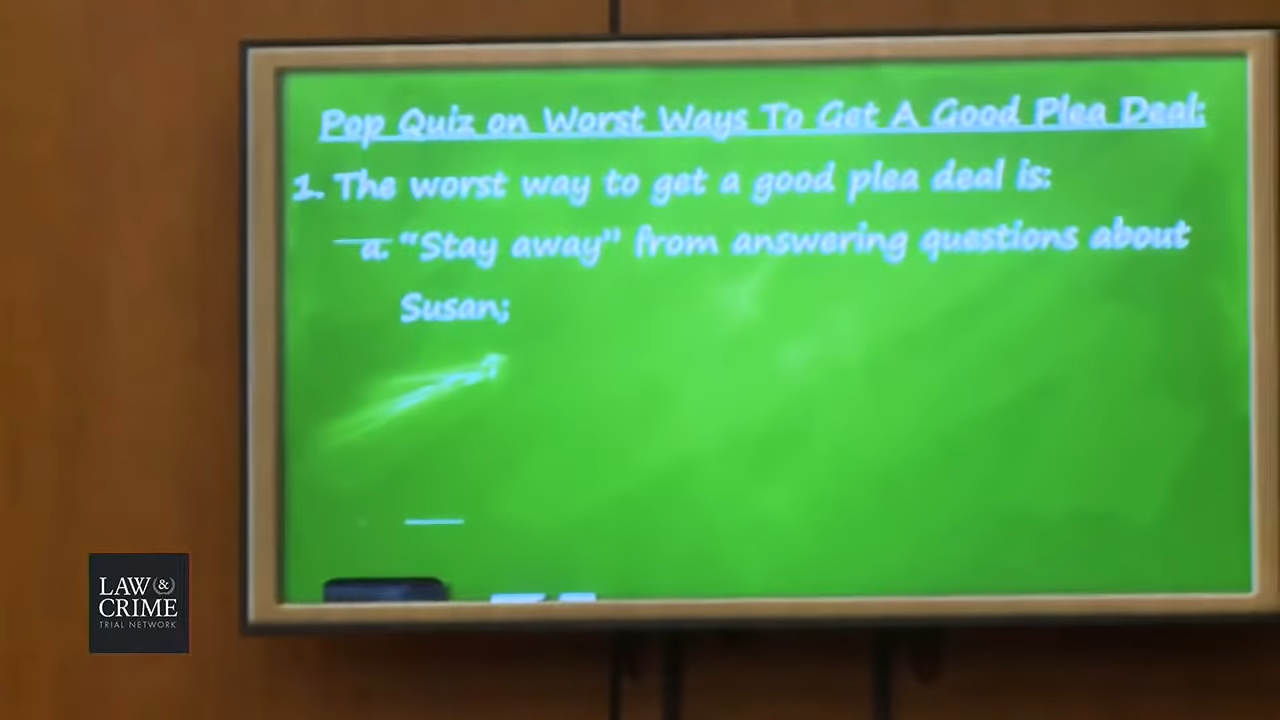 Pop Quiz on Worst Ways To Get A Good Plea Deal:
1. The worst way to get a good plea deal is:
a. “Stay away” from answering questions about
Susan;
LAW &
CRIME
TRIAL NETWORK